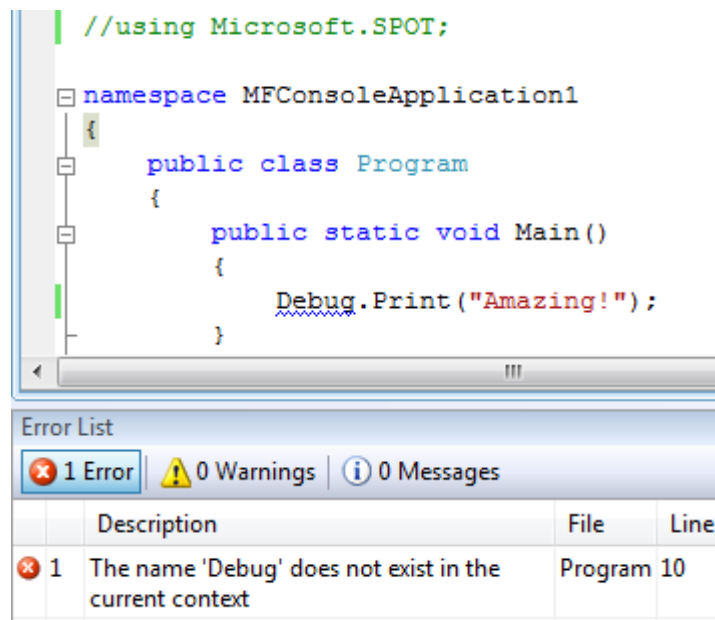 //using Microsoft.SPOT;
namespace MFConsoleApplication1
{
public class Program
{
public static void Main()
{
Debug.Print("Amazing!");
}
Error List
1 Error 0 Warnings 0 Messages
Description File Line
1 The name 'Debug' does not exist in the Program 10
current context